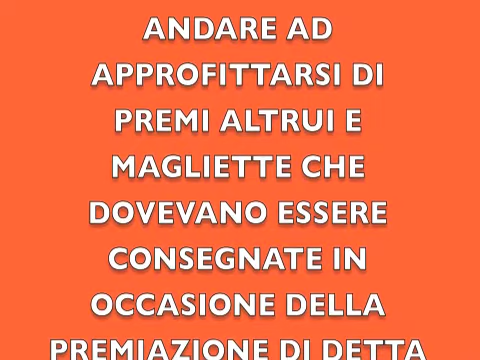 ANDARE AD
APPROFITTARSI DI
PREMI ALTRUI E
MAGLIETTE CHE
DOVEVANO ESSERE
CONSEGNATE IN
OCCASIONE DELLA
PREMIAZIONE DI DETTA